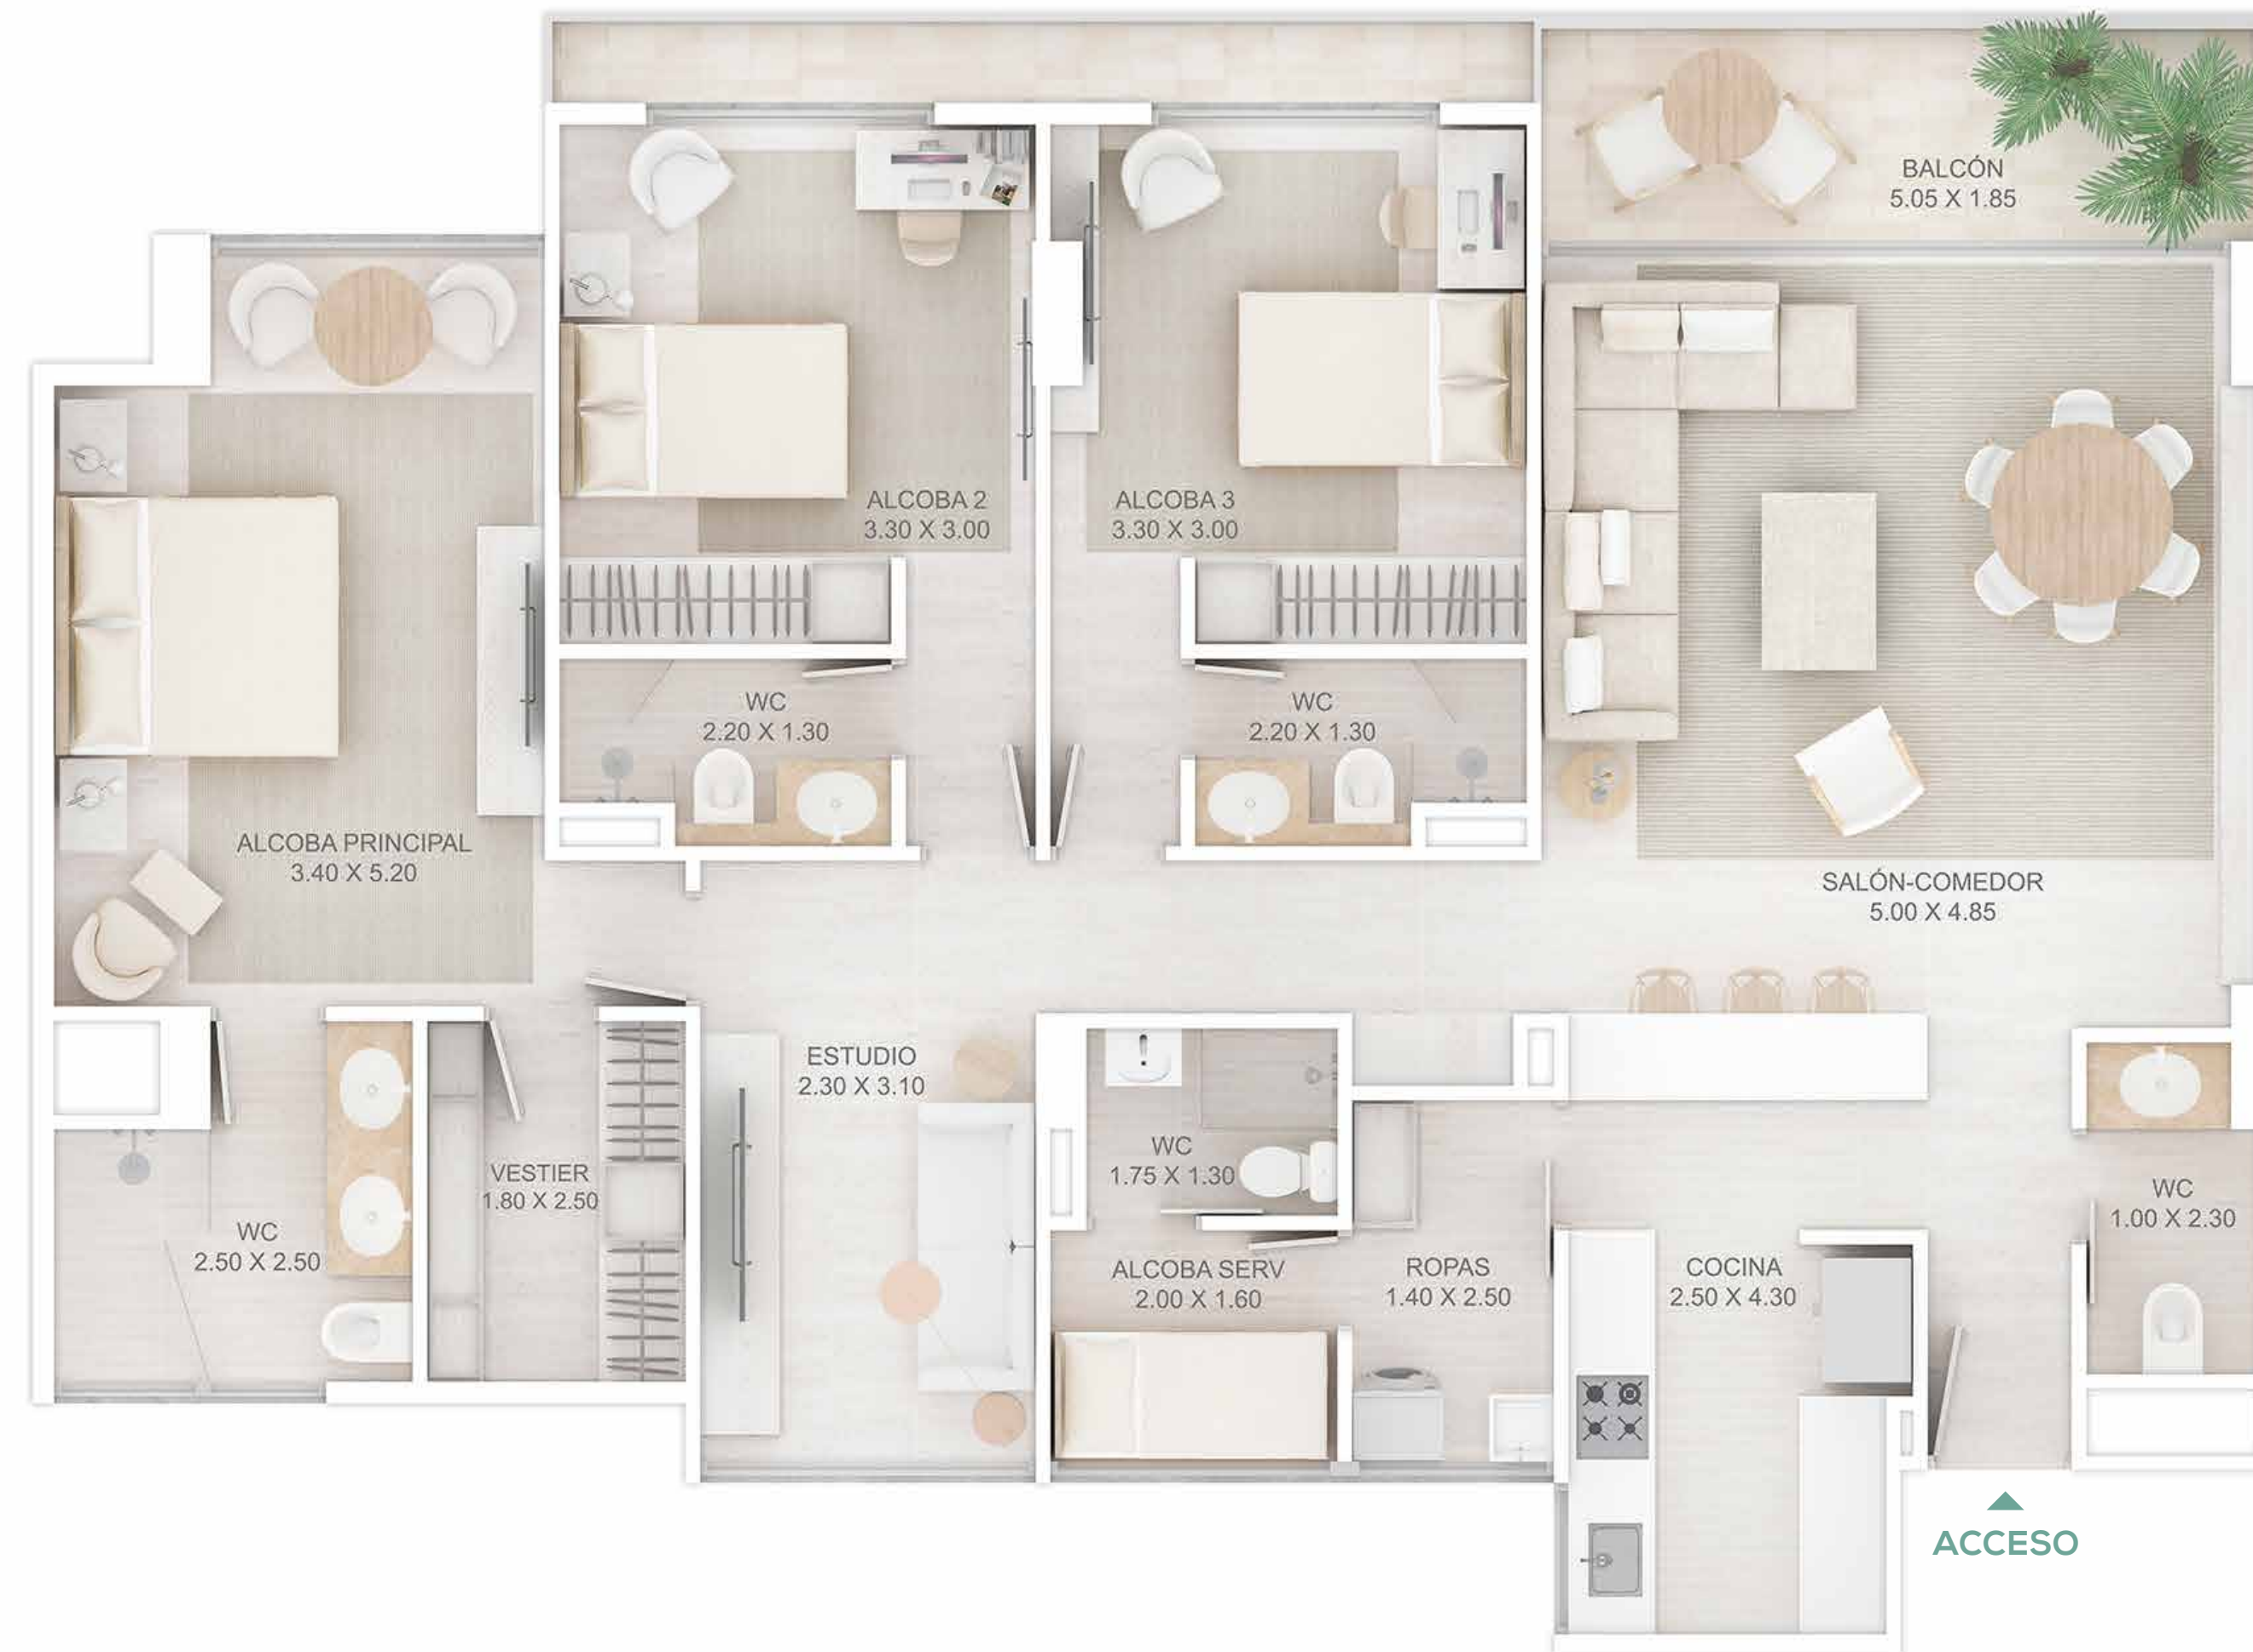 BALCÓN
5.05 X 1.85
ALCOBA 2
3.30 X 3.00
ALCOBA 3
3.30 X 3.00
WC
2.20 X 1.30
WC
2.20 X 1.30
ALCOBA PRINCIPAL
3.40 X 5.20
SALÓN-COMEDOR
5.00 X 4.85
ESTUDIO
2.30 X 3.10
WC
1.75 X 1.30
VESTIER
1.80 X 2.50
WC
1.00 X 2.30
WC
2.50 X 2.50
ALCOBA SERV
2.00 X 1.60
ROPAS
1.40 X 2.50
COCINA
2.50 X 4.30
ACCESO